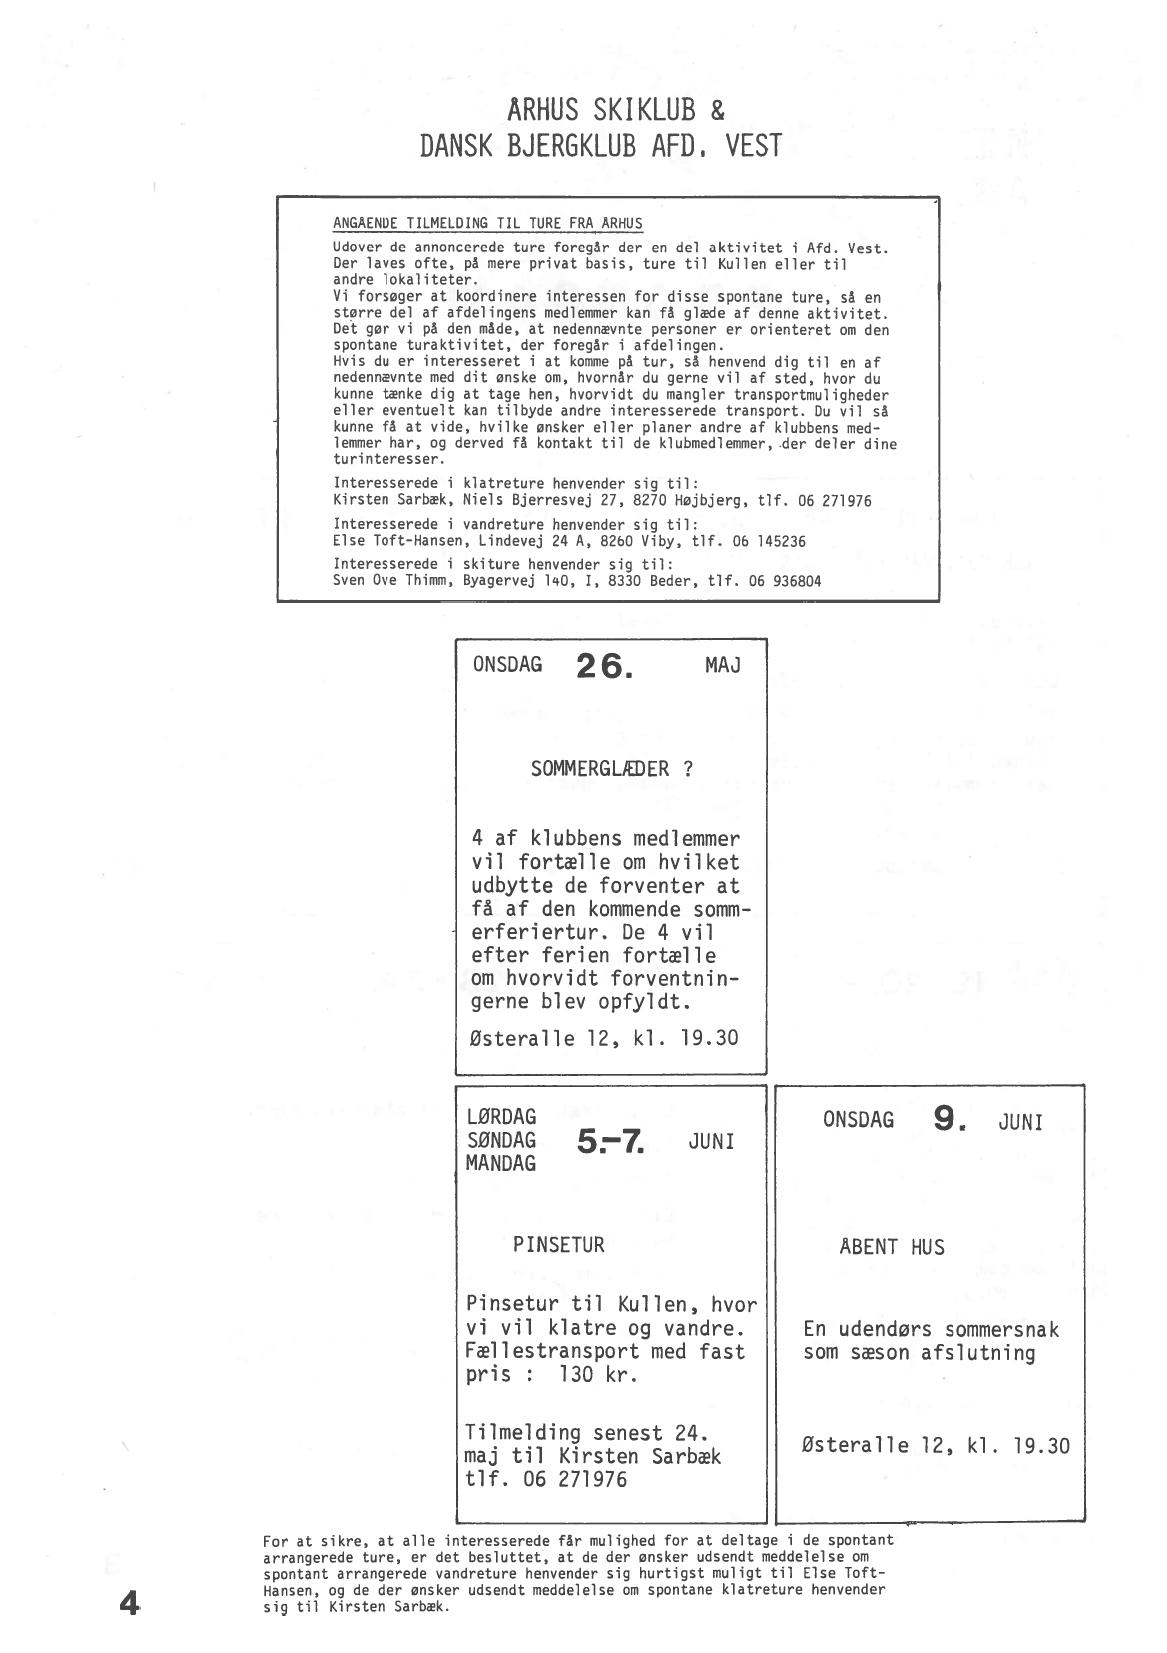 ÅRHUS SKIKLUB &
DANSK BJERGKLUB AFD. VEST
ANGÅENDE TILMELDING TIL TURE FRA ÅRHUS
Udover de annoncerede ture foregår der en del aktivitet i Afd. Vest.
Der laves ofte, på mere privat basis, ture til Kullen eller til
andre lokaliteter.
Vi forsøger at koordinere interessen for disse spontane ture, så en
større del af afdelingens medlemmer kan få glæde af denne aktivitet.
Det gør vi på den måde, at nedennævnte personer er orienteret om den
spontane turaktivitet, der foregår i afdelingen.
Hvis du er interesseret i at komme på tur, så henvend dig til en af
nedennævnte med dit ønske om, hvornår du gerne vil af sted, hvor du
kunne tænke dig at tage hen, hvorvidt du mangler transportmuligheder
eller eventuelt kan tilbyde andre interesserede transport. Du vil så
kunne få at vide, hvilke ønsker eller planer andre af klubbens med-
lemmer har, og derved få kontakt til de klubmedlemmer, der deler dine
turinteresser.
Interesserede i klatreture henvender sig til:
Kirsten Sarbæk, Niels Bjerresvej 27, 8270 Højbjerg, tlf. 06 271976
Interesserede i vandreture henvender sig til:
Else Toft-Hansen, Lindevej 24 A, 8260 Viby, tlf. 06 145236
Interesserede i skiture henvender sig til:
Sven Ove Thimm, Byagervej 140, I, 8330 Beder, tlf. 06 936804
ONSDAG 26. MAJ
SOMMERGLÆDER ?
4 af klubbens medlemmer
vil fortælle om hvilket
udbytte de forventer at
få af den kommende somm-
erferiertur. De 4 vil
efter ferien fortælle
om hvorvidt forventnin-
gerne blev opfyldt.
Østeralle 12, kl. 19.30
LØRDAG
SØNDAG 5.-7. JUNI
MANDAG
PINSETUR
Pinsetur til Kullen, hvor
vi vil klatre og vandre.
Fællestransport med fast
pris : 130 kr.
Tilmelding senest 24.
maj til Kirsten Sarbæk
tlf. 06 271976
ONSDAG 9. JUNI
ÅBENT HUS
En udendørs sommersnak
som sæson afslutning
Østeralle 12, kl. 19.30
For at sikre, at alle interesserede får mulighed for at deltage i de spontant
arrangerede ture, er det besluttet, at de der ønsker udsendt meddelelse om
spontant arrangerede vandreture henvender sig hurtigst muligt til Else Toft-
Hansen, og de der ønsker udsendt meddelelse om spontane klatreture henvender
sig til Kirsten Sarbæk.
4